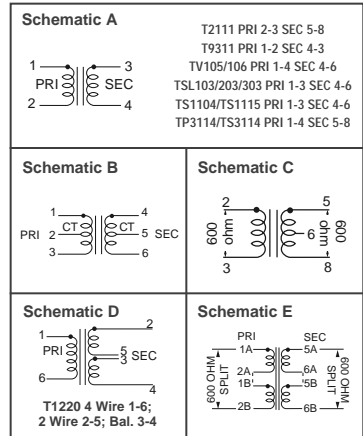 Schematic A
T2111 PRI 2-3 SEC 5-8
T9311 PRI 1-2 SEC 4-3
TV105/106 PRI 1-4 SEC 4-6
TSL103/203/303 PRI 1-3 SEC 4-6
TS1104/TS1115 PRI 1-3 SEC 4-6
TP3114/TS3114 PRI 1-4 SEC 5-8
1 3
PRI SEC
2 4
Schematic B
1 4
PRI 2 CT CT 5 SEC
3 6
Schematic C
2 5
600 ohm 6 600 ohm
3 8
Schematic D
2
1
PRI 5 SEC
3
6
4
T1220 4 Wire 1-6;
2 Wire 2-5; Bal. 3-4
Schematic E
PRI SEC
1A 5A
600 OHM SPLIT 2A 6A 600 OHM SPLIT
1B' '5B
2B 6B